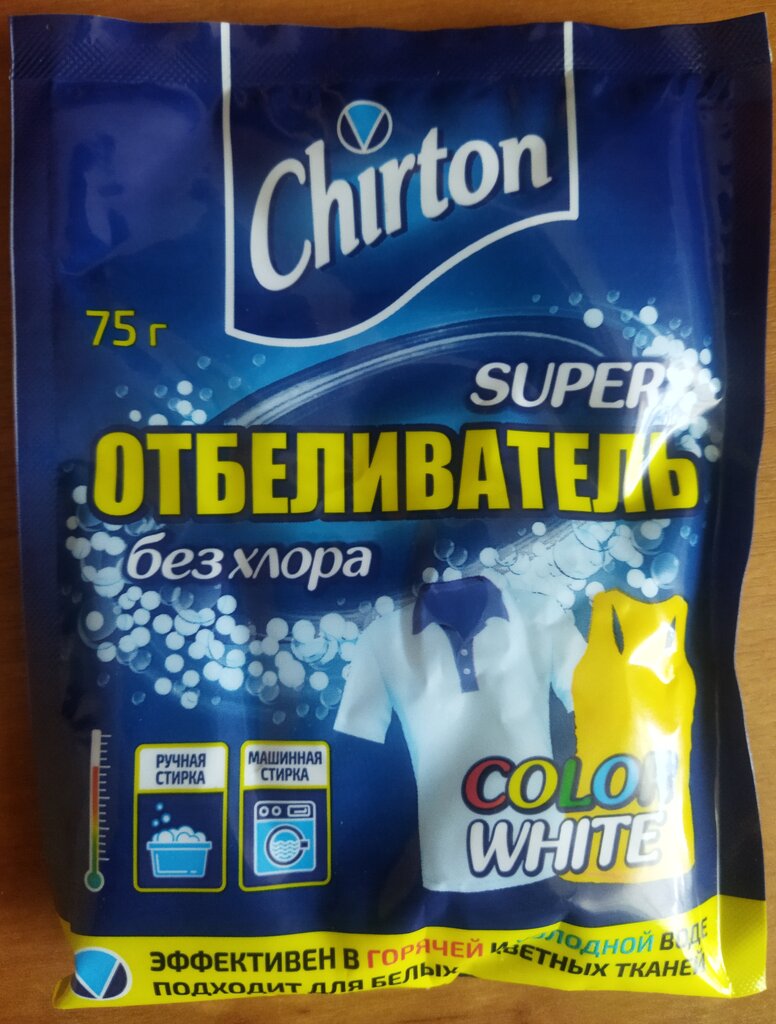 Chirton
75 г
SUPER
ОТБЕЛИВАТЕЛЬ
без хлора
РУЧНАЯ
СТИРКА
МАШИННАЯ
СТИРКА
COLOR
WHITE
ЭФФЕКТИВЕН В ГОРЯЧЕЙ И ХОЛОДНОЙ ВОДЕ
ПОДХОДИТ ДЛЯ БЕЛЫХ ЦВЕТНЫХ ТКАНЕЙ